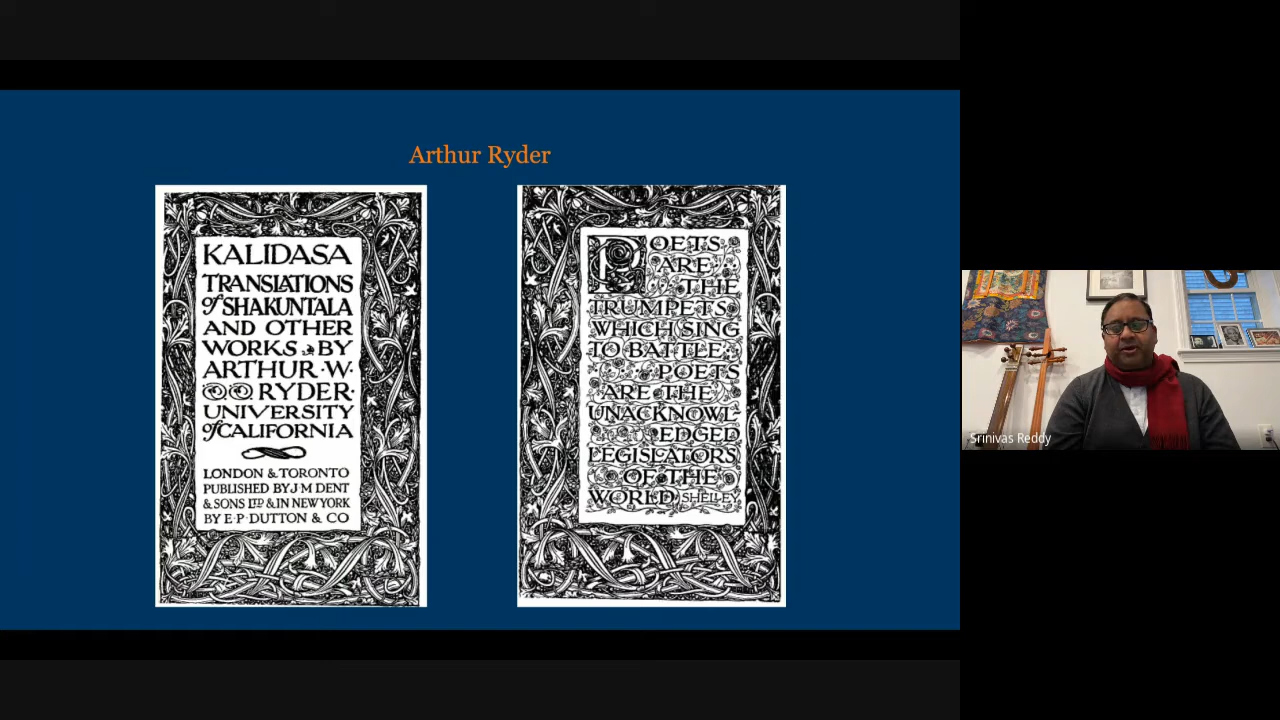 Arthur Ryder
KALIDASA
TRANSLATIONS
of SHAKUNTALA
AND OTHER
WORKS BY
ARTHUR·W·
RYDER·
UNIVERSITY
of CALIFORNIA
LONDON & TORONTO
PUBLISHED BY J M DENT
& SONS LTD & IN NEW YORK
BY E·P·DUTTON & CO
POETS
ARE
THE
TRUMPETS
WHICH SING
TO BATTLE;
POETS
ARE THE
UNACKNOWL-
EDGED
LEGISLATORS
OF THE
WORLD SHELLEY
Srinivas Reddy